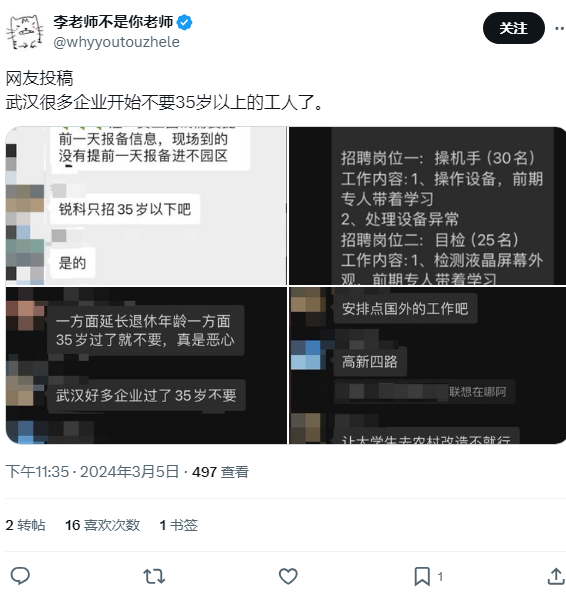 李老师不是你老师
@whyyoutouzhele
关注
网友投稿
武汉很多企业开始不要35岁以上的工人了。
前一天报备信息，现场到的
没有提前一天报备进不园区
锐科只招35岁以下吧
是的
招聘岗位一：操机手（30名）
工作内容：1、操作设备，前期
专人带着学习
2、处理设备异常
招聘岗位二：目检（25名）
工作内容：1、检测液晶屏幕外
观，前期专人带着学习
一方面延长退休年龄一方面
35岁过了就不要，真是恶心
武汉好多企业过了35岁不要
安排点国外的工作吧
高新四路
联想在哪阿
让大学生去农村改造不就行
下午11:35 · 2024年3月5日 · 497 查看
2 转帖 16 喜欢次数 1 书签
1